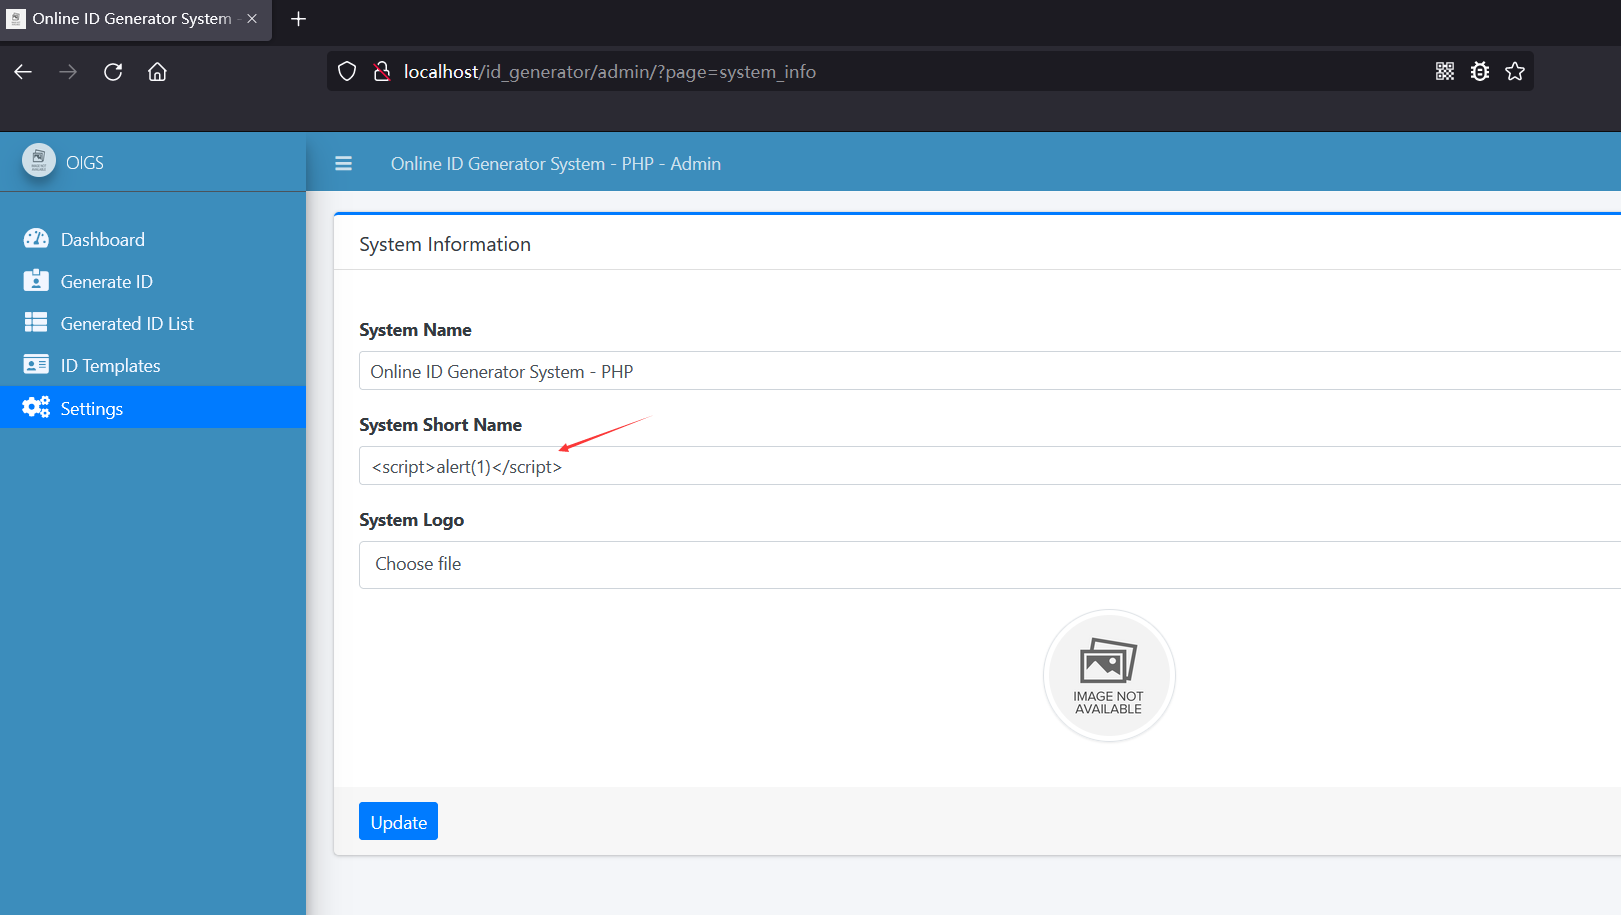 Online ID Generator System -
localhost/id_generator/admin/?page=system_info
OIGS
Online ID Generator System - PHP - Admin
Dashboard
Generate ID
Generated ID List
ID Templates
Settings
System Information
System Name
Online ID Generator System - PHP
System Short Name
<script>alert(1)</script>
System Logo
Choose file
IMAGE NOT
AVAILABLE
Update